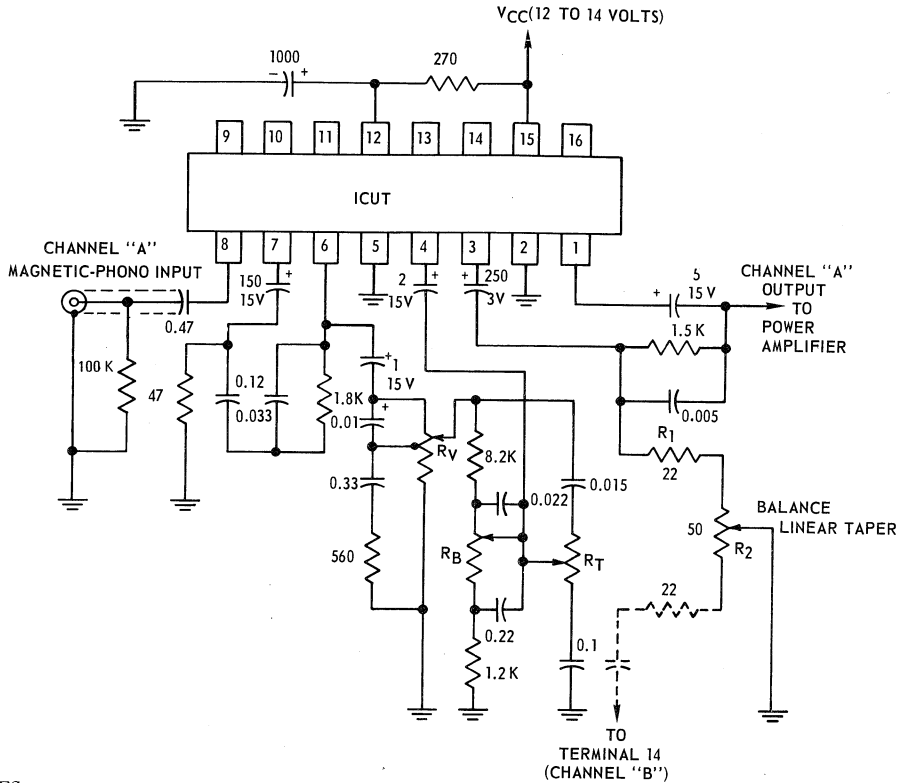 VCC(12 TO 14 VOLTS)
1000
− +
270
9 10 11 12 13 14 15 16
ICUT
8 7 6 5 4 3 2 1
CHANNEL "A"
MAGNETIC-PHONO INPUT
0.47
100 K
150 +
15V
2 +
15V
+ 250
3V
+ 5
15 V
CHANNEL "A"
OUTPUT
TO
POWER
AMPLIFIER
1.5 K
0.005
47
0.12
0.033
1.8K
+1
15 V
0.01 +
RV
8.2K
0.33
560
0.022
0.015
RB
RT
0.22
1.2 K
0.1
R1
22
50
R2
BALANCE
LINEAR TAPER
22
TO
TERMINAL 14
(CHANNEL "B")